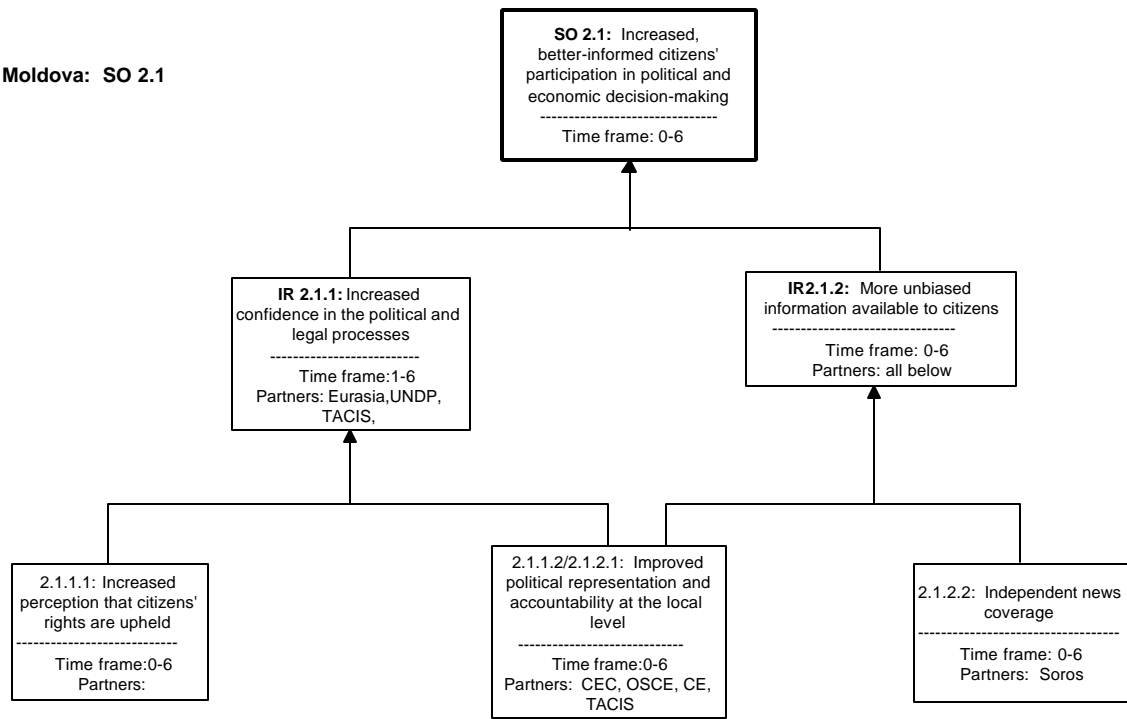 Moldova: SO 2.1
SO 2.1: Increased,
better-informed citizens'
participation in political and
economic decision-making
--------------------------------
Time frame: 0-6
IR 2.1.1: Increased
confidence in the political and
legal processes
---------------------------
Time frame:1-6
Partners: Eurasia,UNDP,
TACIS,
IR2.1.2: More unbiased
information available to citizens
---------------------------------
Time frame: 0-6
Partners: all below
2.1.1.1: Increased
perception that citizens'
rights are upheld
-----------------------------
Time frame:0-6
Partners:
2.1.1.2/2.1.2.1: Improved
political representation and
accountability at the local
level
------------------------------
Time frame:0-6
Partners: CEC, OSCE, CE,
TACIS
2.1.2.2: Independent news
coverage
------------------------------------
Time frame: 0-6
Partners: Soros